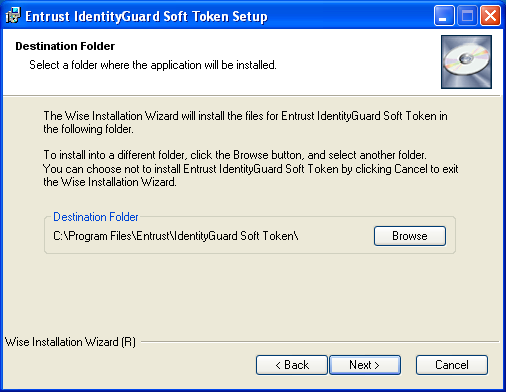 Entrust IdentityGuard Soft Token Setup
Destination Folder
Select a folder where the application will be installed.
The Wise Installation Wizard will install the files for Entrust IdentityGuard Soft Token in
the following folder.
To install into a different folder, click the Browse button, and select another folder.
You can choose not to install Entrust IdentityGuard Soft Token by clicking Cancel to exit
the Wise Installation Wizard.
Destination Folder
C:\Program Files\Entrust\IdentityGuard Soft Token\
Browse
Wise Installation Wizard (R)
< Back
Next >
Cancel